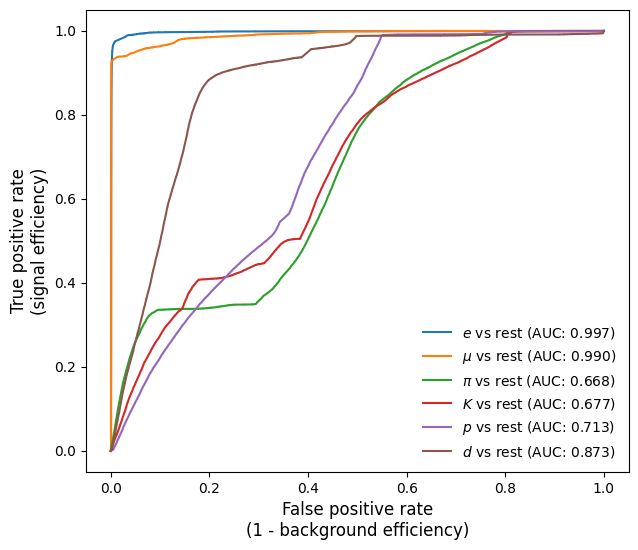 True positive rate
(signal efficiency)
1.0
0.8
0.6
0.4
0.2
0.0
e vs rest (AUC: 0.997)
μ vs rest (AUC: 0.990)
π vs rest (AUC: 0.668)
K vs rest (AUC: 0.677)
p vs rest (AUC: 0.713)
d vs rest (AUC: 0.873)
0.0 0.2 0.4 0.6 0.8 1.0
False positive rate
(1 - background efficiency)